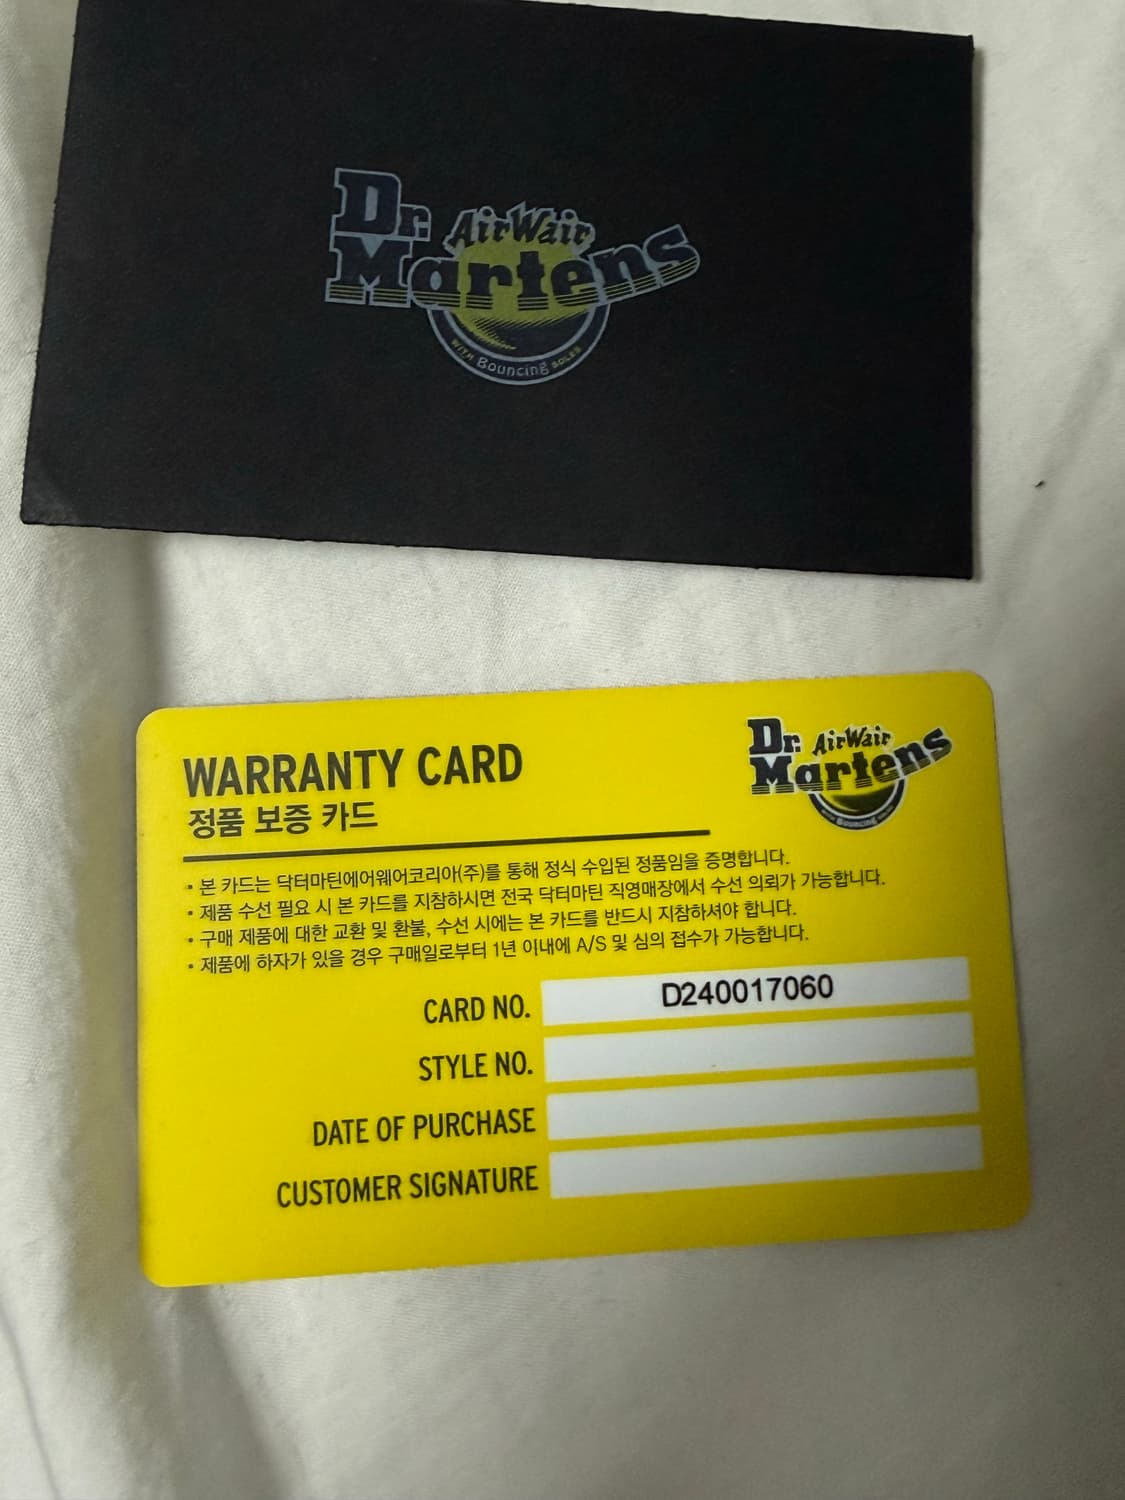 Dr. AirWair
Martens
WITH Bouncing SOLES
WARRANTY CARD
정품 보증 카드
Dr. AirWair
Martens
WITH Bouncing SOLES
• 본 카드는 닥터마틴에어웨어코리아(주)를 통해 정식 수입된 정품임을 증명합니다.
• 제품 수선 필요 시 본 카드를 지참하시면 전국 닥터마틴 직영매장에서 수선 의뢰가 가능합니다.
• 구매 제품에 대한 교환 및 환불, 수선 시에는 본 카드를 반드시 지참하셔야 합니다.
• 제품에 하자가 있을 경우 구매일로부터 1년 이내에 A/S 및 심의 접수가 가능합니다.
CARD NO. D240017060
STYLE NO.
DATE OF PURCHASE
CUSTOMER SIGNATURE